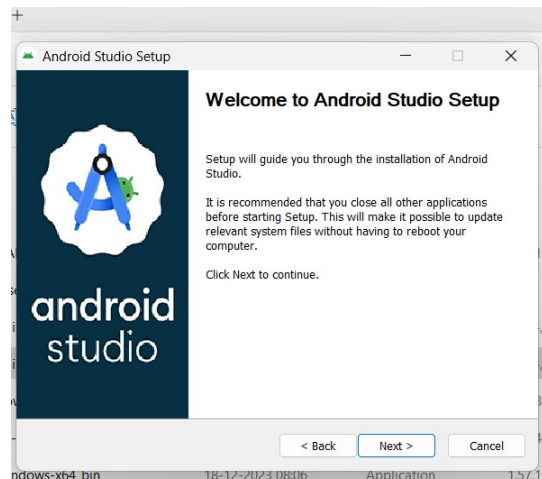 +
Android Studio Setup
Welcome to Android Studio Setup
Setup will guide you through the installation of Android
Studio.
It is recommended that you close all other applications
before starting Setup. This will make it possible to update
relevant system files without having to reboot your
computer.
Click Next to continue.
android
studio
< Back Next > Cancel
18-12-2023 08:06 Application